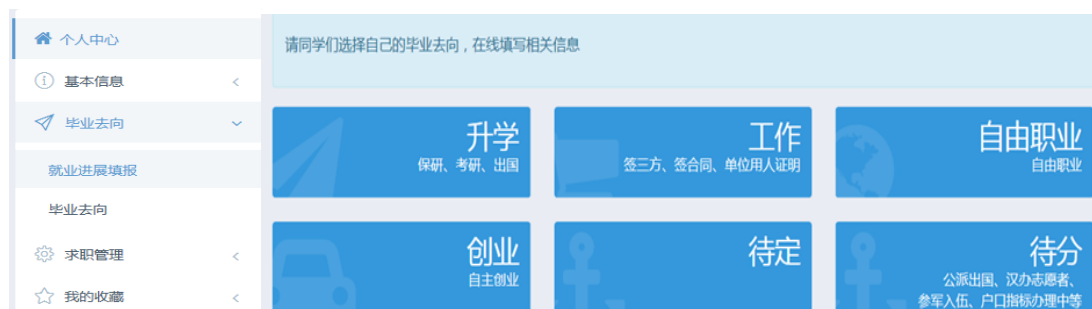 个人中心
基本信息
毕业去向
就业进展填报
毕业去向
求职管理
我的收藏
请同学们选择自己的毕业去向，在线填写相关信息
升学
保研、考研、出国
工作
签三方、签合同、单位用人证明
自由职业
自由职业
创业
自主创业
待定
待分
公派出国、汉办志愿者、
参军入伍、户口指标办理中等